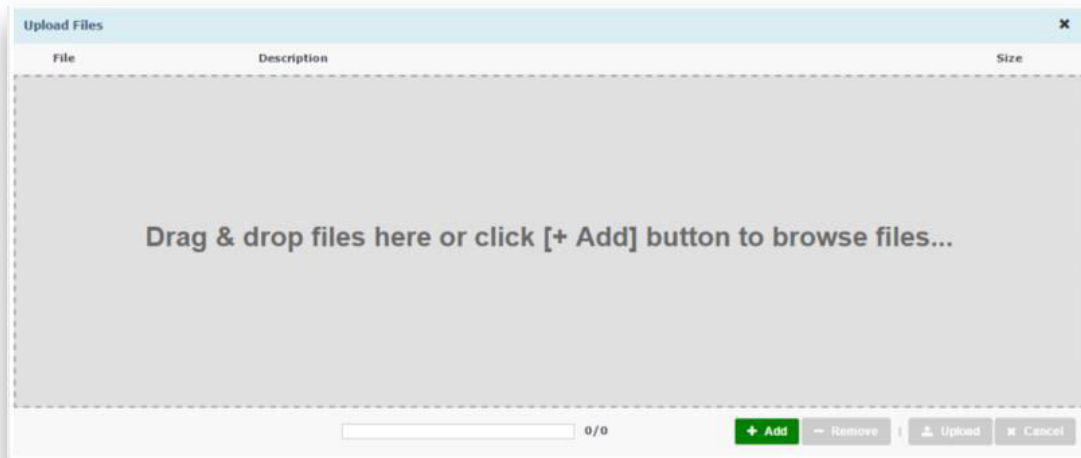 Upload Files ×
File Description Size
Drag & drop files here or click [+ Add] button to browse files...
0/0 + Add − Remove | Upload × Cancel